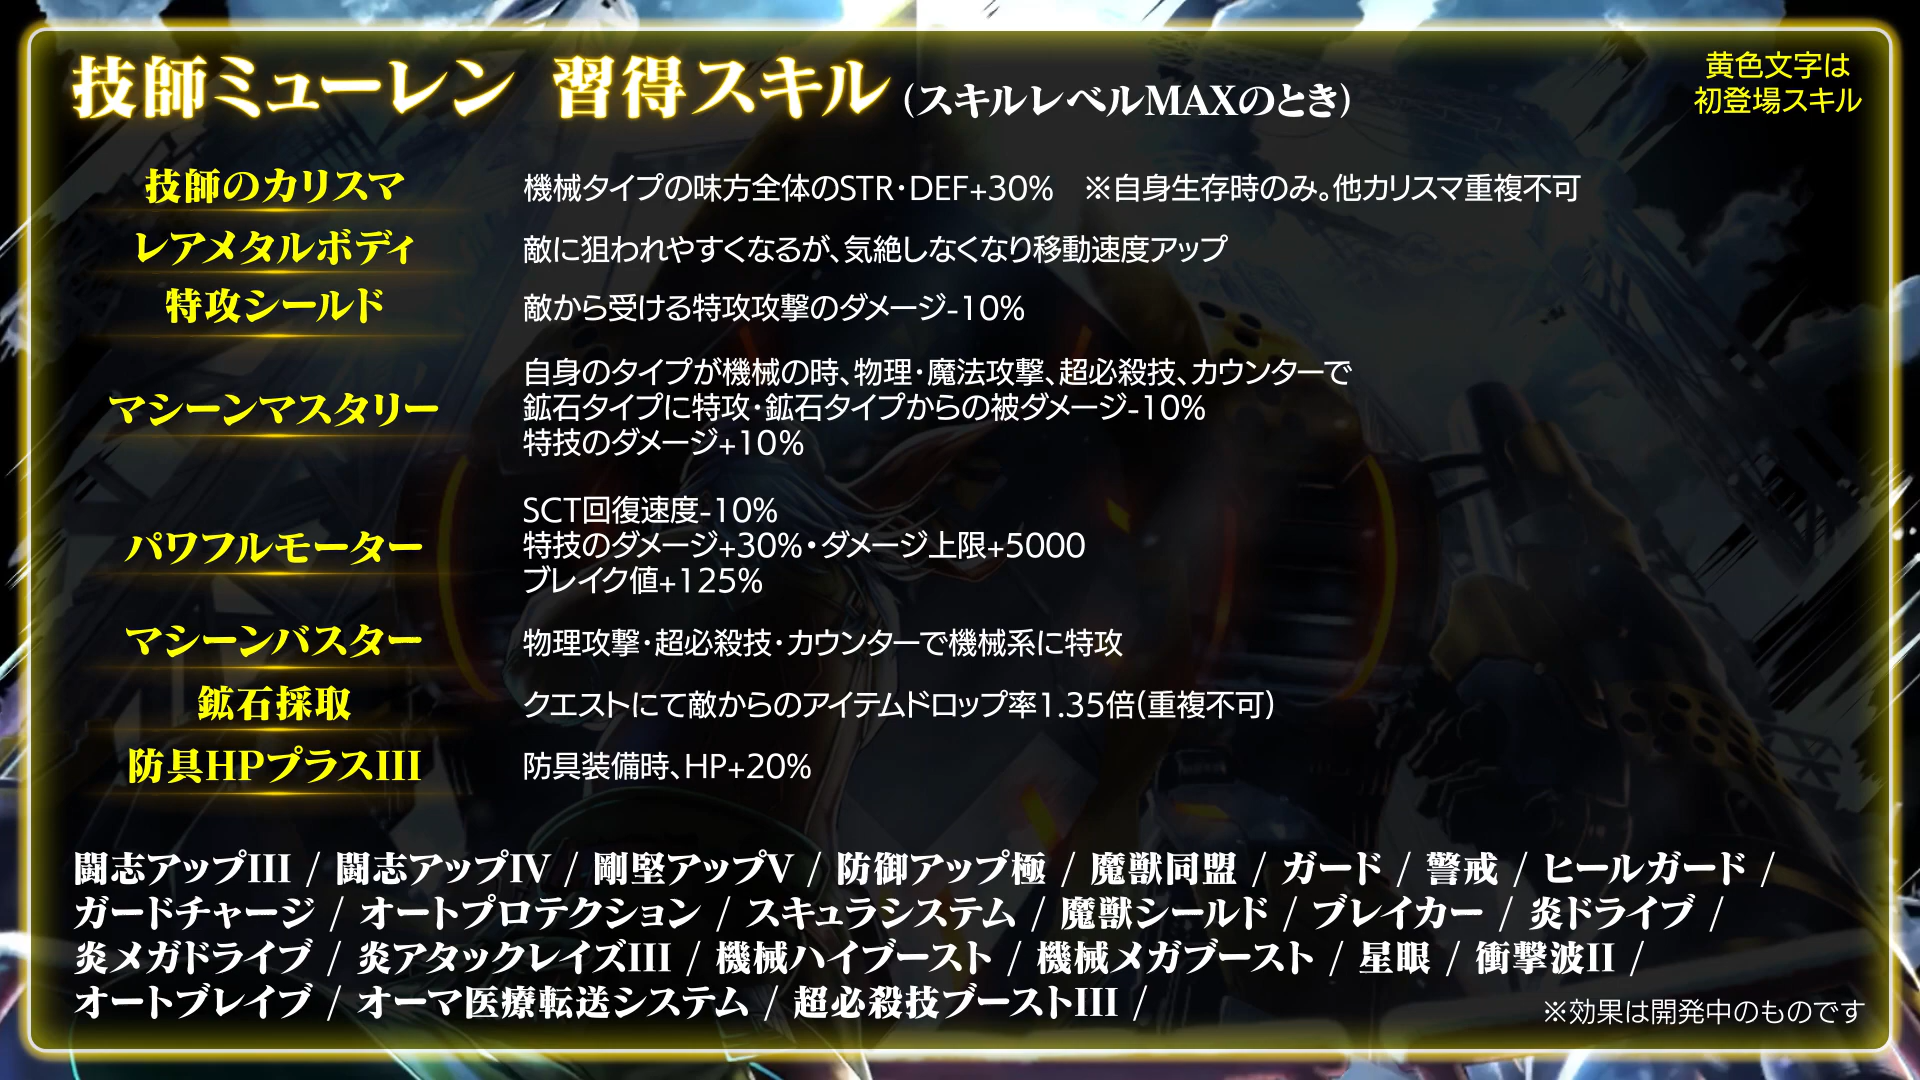 技師ミューレン 習得スキル (スキルレベルMAXのとき)
黄色文字は
初登場スキル
技師のカリスマ
機械タイプの味方全体のSTR・DEF+30% ※自身生存時のみ。他カリスマ重複不可
レアメタルボディ
敵に狙われやすくなるが、気絶しなくなり移動速度アップ
特攻シールド
敵から受ける特攻攻撃のダメージ-10%
マシーンマスタリー
自身のタイプが機械の時、物理・魔法攻撃、超必殺技、カウンターで
鉱石タイプに特攻・鉱石タイプからの被ダメージ-10%
特技のダメージ+10%
パワフルモーター
SCT回復速度-10%
特技のダメージ+30%・ダメージ上限+5000
ブレイク値+125%
マシーンバスター
物理攻撃・超必殺技・カウンターで機械系に特攻
鉱石採取
クエストにて敵からのアイテムドロップ率1.35倍(重複不可)
防具HPプラスIII
防具装備時、HP+20%
闘志アップIII / 闘志アップIV / 剛堅アップV / 防御アップ極 / 魔獣同盟 / ガード / 警戒 / ヒールガード /
ガードチャージ / オートプロテクション / スキュラシステム / 魔獣シールド / ブレイカー / 炎ドライブ /
炎メガドライブ / 炎アタックレイズIII / 機械ハイブースト / 機械メガブースト / 星眼 / 衝撃波II /
オートブレイブ / オーマ医療転送システム / 超必殺技ブーストIII /
※効果は開発中のものです